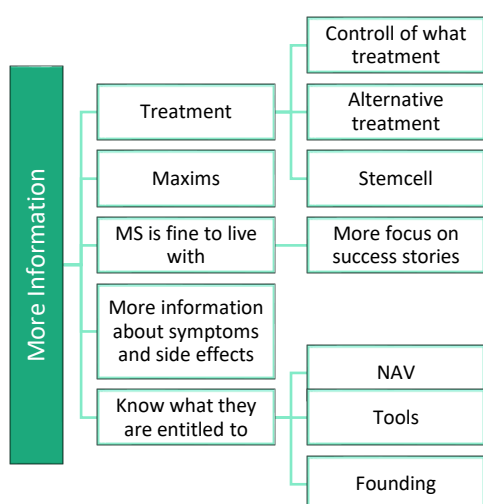 More Information
Treatment
Controll of what
treatment
Alternative
treatment
Stemcell
Maxims
MS is fine to live
with
More focus on
success stories
More information
about symptoms
and side effects
Know what they
are entitled to
NAV
Tools
Founding